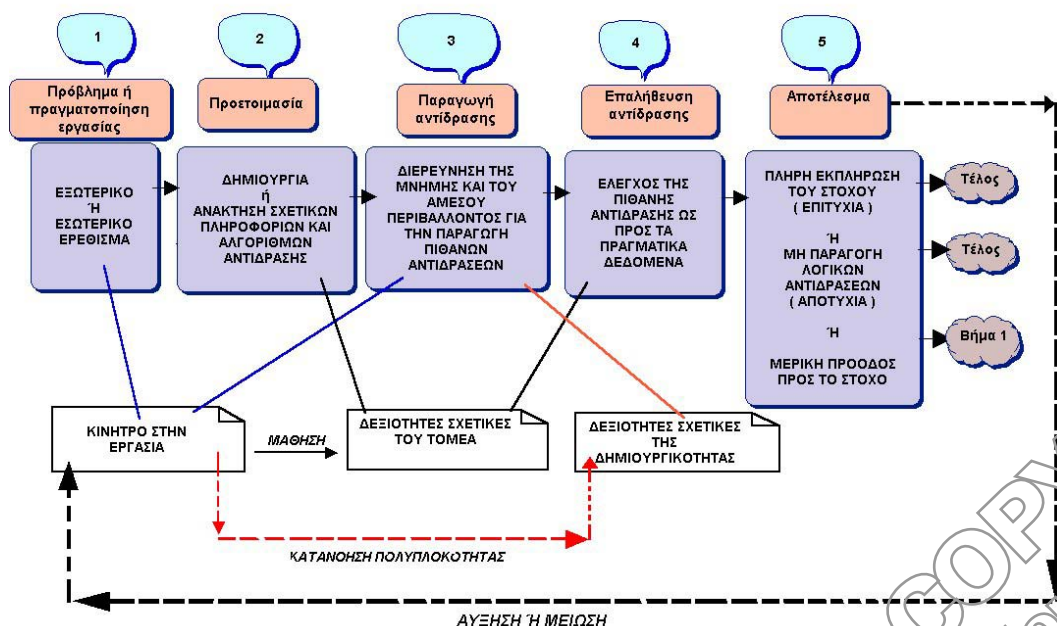 1
2
3
4
5
Πρόβλημα ή
πραγματοποίηση
εργασίας
Προετοιμασία
Παραγωγή
αντίδρασης
Επαλήθευση
αντίδρασης
Αποτέλεσμα
ΕΞΩΤΕΡΙΚΟ
Ή
ΕΣΩΤΕΡΙΚΟ
ΕΡΕΘΙΣΜΑ
ΔΗΜΙΟΥΡΓΙΑ
ή
ΑΝΑΚΤΗΣΗ ΣΧΕΤΙΚΩΝ
ΠΛΗΡΟΦΟΡΙΩΝ ΚΑΙ
ΑΛΓΟΡΙΘΜΩΝ
ΑΝΤΙΔΡΑΣΗΣ
ΔΙΕΡΕΥΝΗΣΗ ΤΗΣ
ΜΝΗΜΗΣ ΚΑΙ ΤΟΥ
ΑΜΕΣΟΥ
ΠΕΡΙΒΑΛΛΟΝΤΟΣ ΓΙΑ
ΤΗΝ ΠΑΡΑΓΩΓΗ
ΠΙΘΑΝΩΝ
ΑΝΤΙΔΡΑΣΕΩΝ
ΕΛΕΓΧΟΣ ΤΗΣ
ΠΙΘΑΝΗΣ
ΑΝΤΙΔΡΑΣΗΣ ΩΣ
ΠΡΟΣ ΤΑ
ΠΡΑΓΜΑΤΙΚΑ
ΔΕΔΟΜΕΝΑ
ΠΛΗΡΗ ΕΚΠΛΗΡΩΣΗ
ΤΟΥ ΣΤΟΧΟΥ
( ΕΠΙΤΥΧΙΑ )
Ή
ΜΗ ΠΑΡΑΓΩΓΗ
ΛΟΓΙΚΩΝ
ΑΝΤΙΔΡΑΣΕΩΝ
( ΑΠΟΤΥΧΙΑ )
Ή
ΜΕΡΙΚΗ ΠΡΟΟΔΟΣ
ΠΡΟΣ ΤΟ ΣΤΟΧΟ
Τέλος
Τέλος
Βήμα 1
ΚΙΝΗΤΡΟ ΣΤΗΝ
ΕΡΓΑΣΙΑ
ΜΑΘΗΣΗ
ΔΕΞΙΟΤΗΤΕΣ ΣΧΕΤΙΚΕΣ
ΤΟΥ ΤΟΜΕΑ
ΔΕΞΙΟΤΗΤΕΣ ΣΧΕΤΙΚΕΣ
ΤΗΣ
ΔΗΜΙΟΥΡΓΙΚΟΤΗΤΑΣ
ΚΑΤΑΝΟΗΣΗ ΠΟΛΥΠΛΟΚΟΤΗΤΑΣ
ΑΥΞΗΣΗ Ή ΜΕΙΩΣΗ
COPY